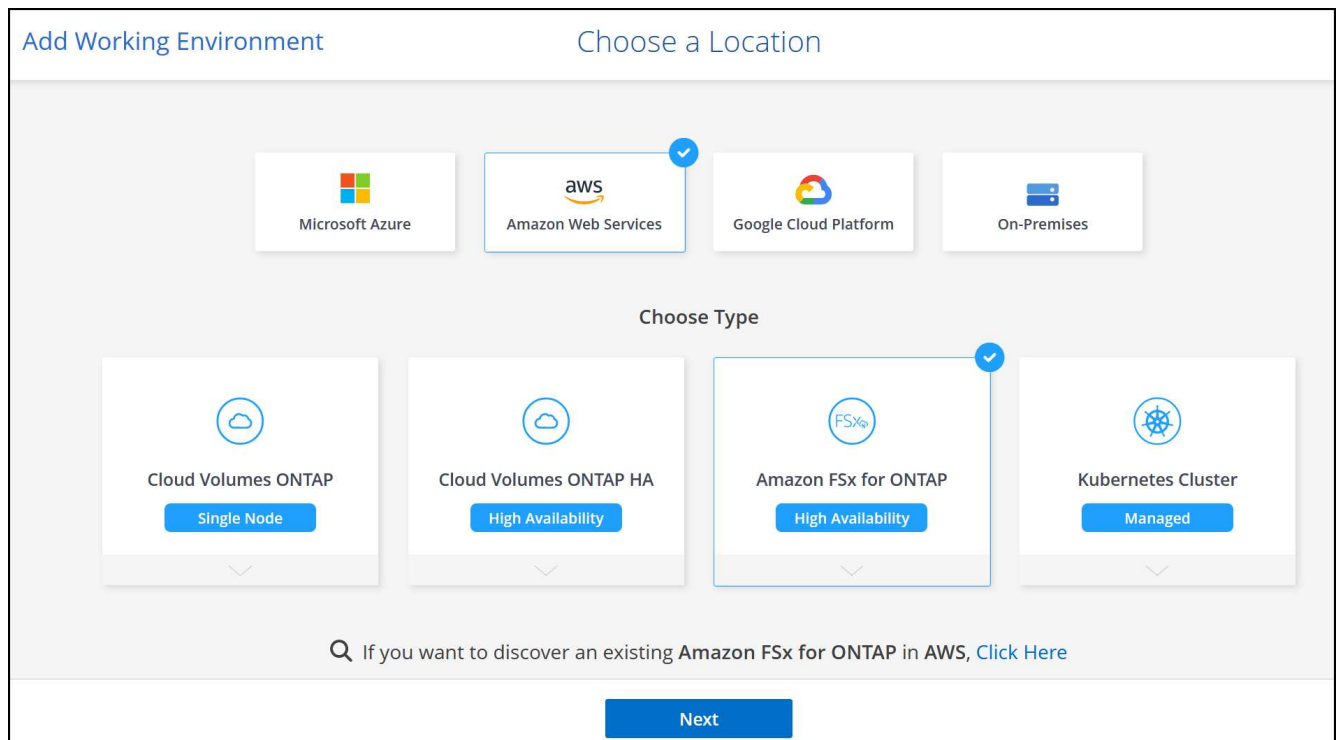 Add Working Environment
Choose a Location
Microsoft Azure
aws
Amazon Web Services
Google Cloud Platform
On-Premises
Choose Type
Cloud Volumes ONTAP
Single Node
Cloud Volumes ONTAP HA
High Availability
FSx
Amazon FSx for ONTAP
High Availability
Kubernetes Cluster
Managed
If you want to discover an existing Amazon FSx for ONTAP in AWS, Click Here
Next